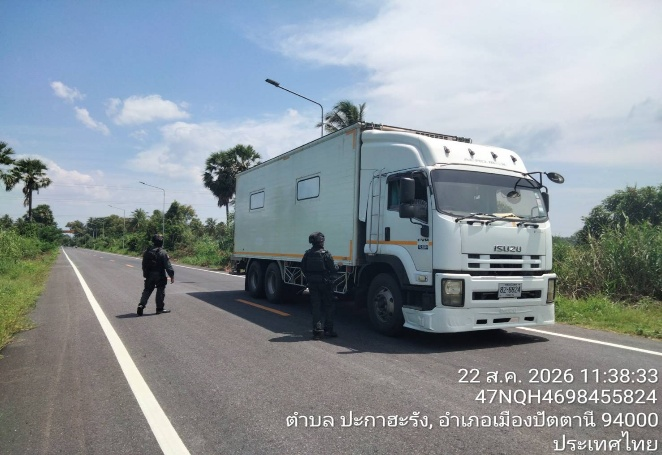 ISUZU
22 ส.ค. 2026 11:38:33
47NQH4698455824
ตำบล ปะกาฮะรัง, อำเภอเมืองปัตตานี 94000
ประเทศไทย